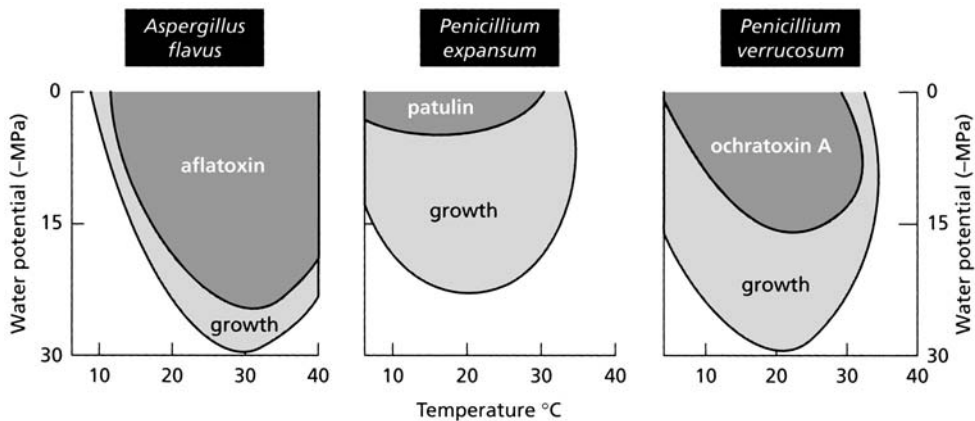 Aspergillus
flavus
Penicillium
expansum
Penicillium
verrucosum
Water potential (–MPa)
0
15
30
aflatoxin
growth
10 20 30 40
patulin
growth
10 20 30 40
ochratoxin A
growth
10 20 30 40
0
15
30
Water potential (–MPa)
Temperature °C